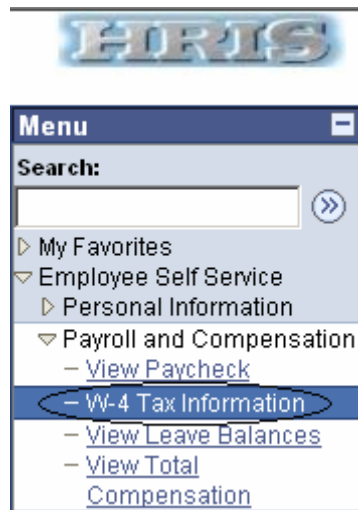 HRIS
Menu
Search:
My Favorites
Employee Self Service
Personal Information
Payroll and Compensation
– View Paycheck
– W-4 Tax Information
– View Leave Balances
– View Total
Compensation